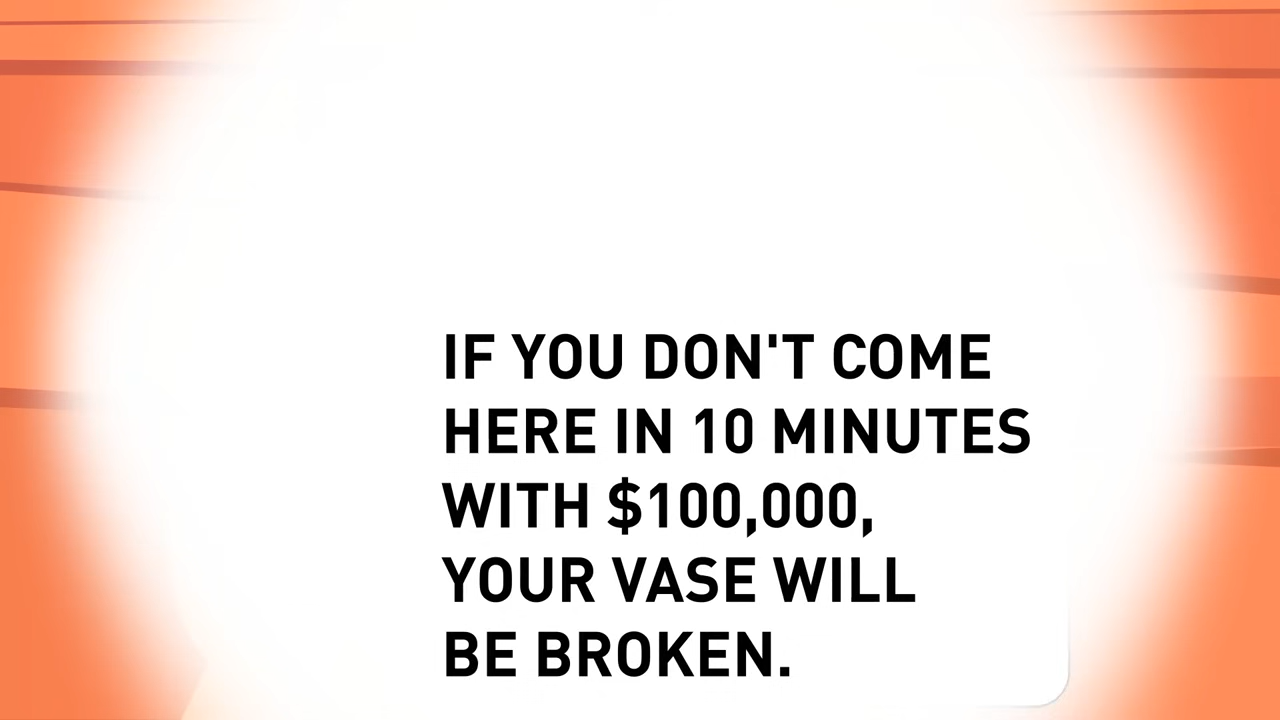 IF YOU DON'T COME
HERE IN 10 MINUTES
WITH $100,000,
YOUR VASE WILL
BE BROKEN.